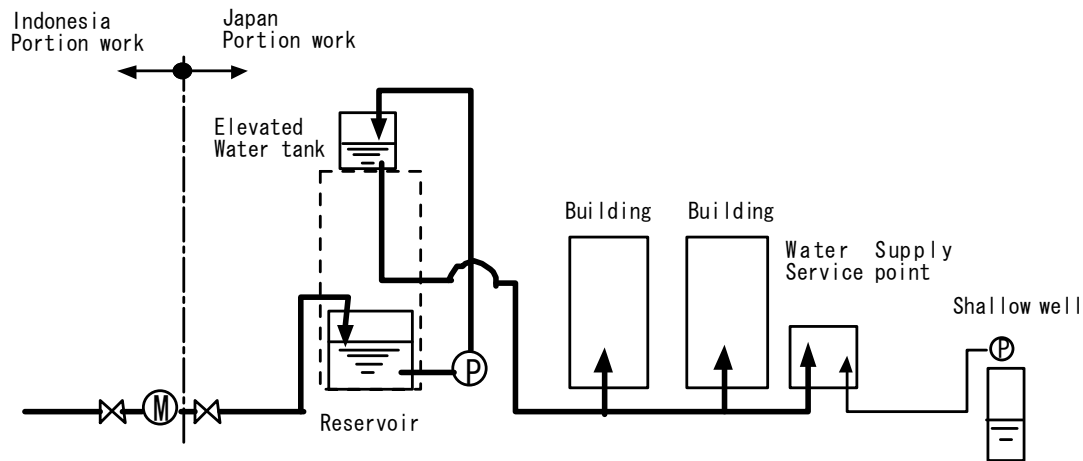 Indonesia
Portion work
Japan
Portion work
Elevated
Water tank
Building
Building
Water Supply
Service point
Shallow well
P
P
M
Reservoir